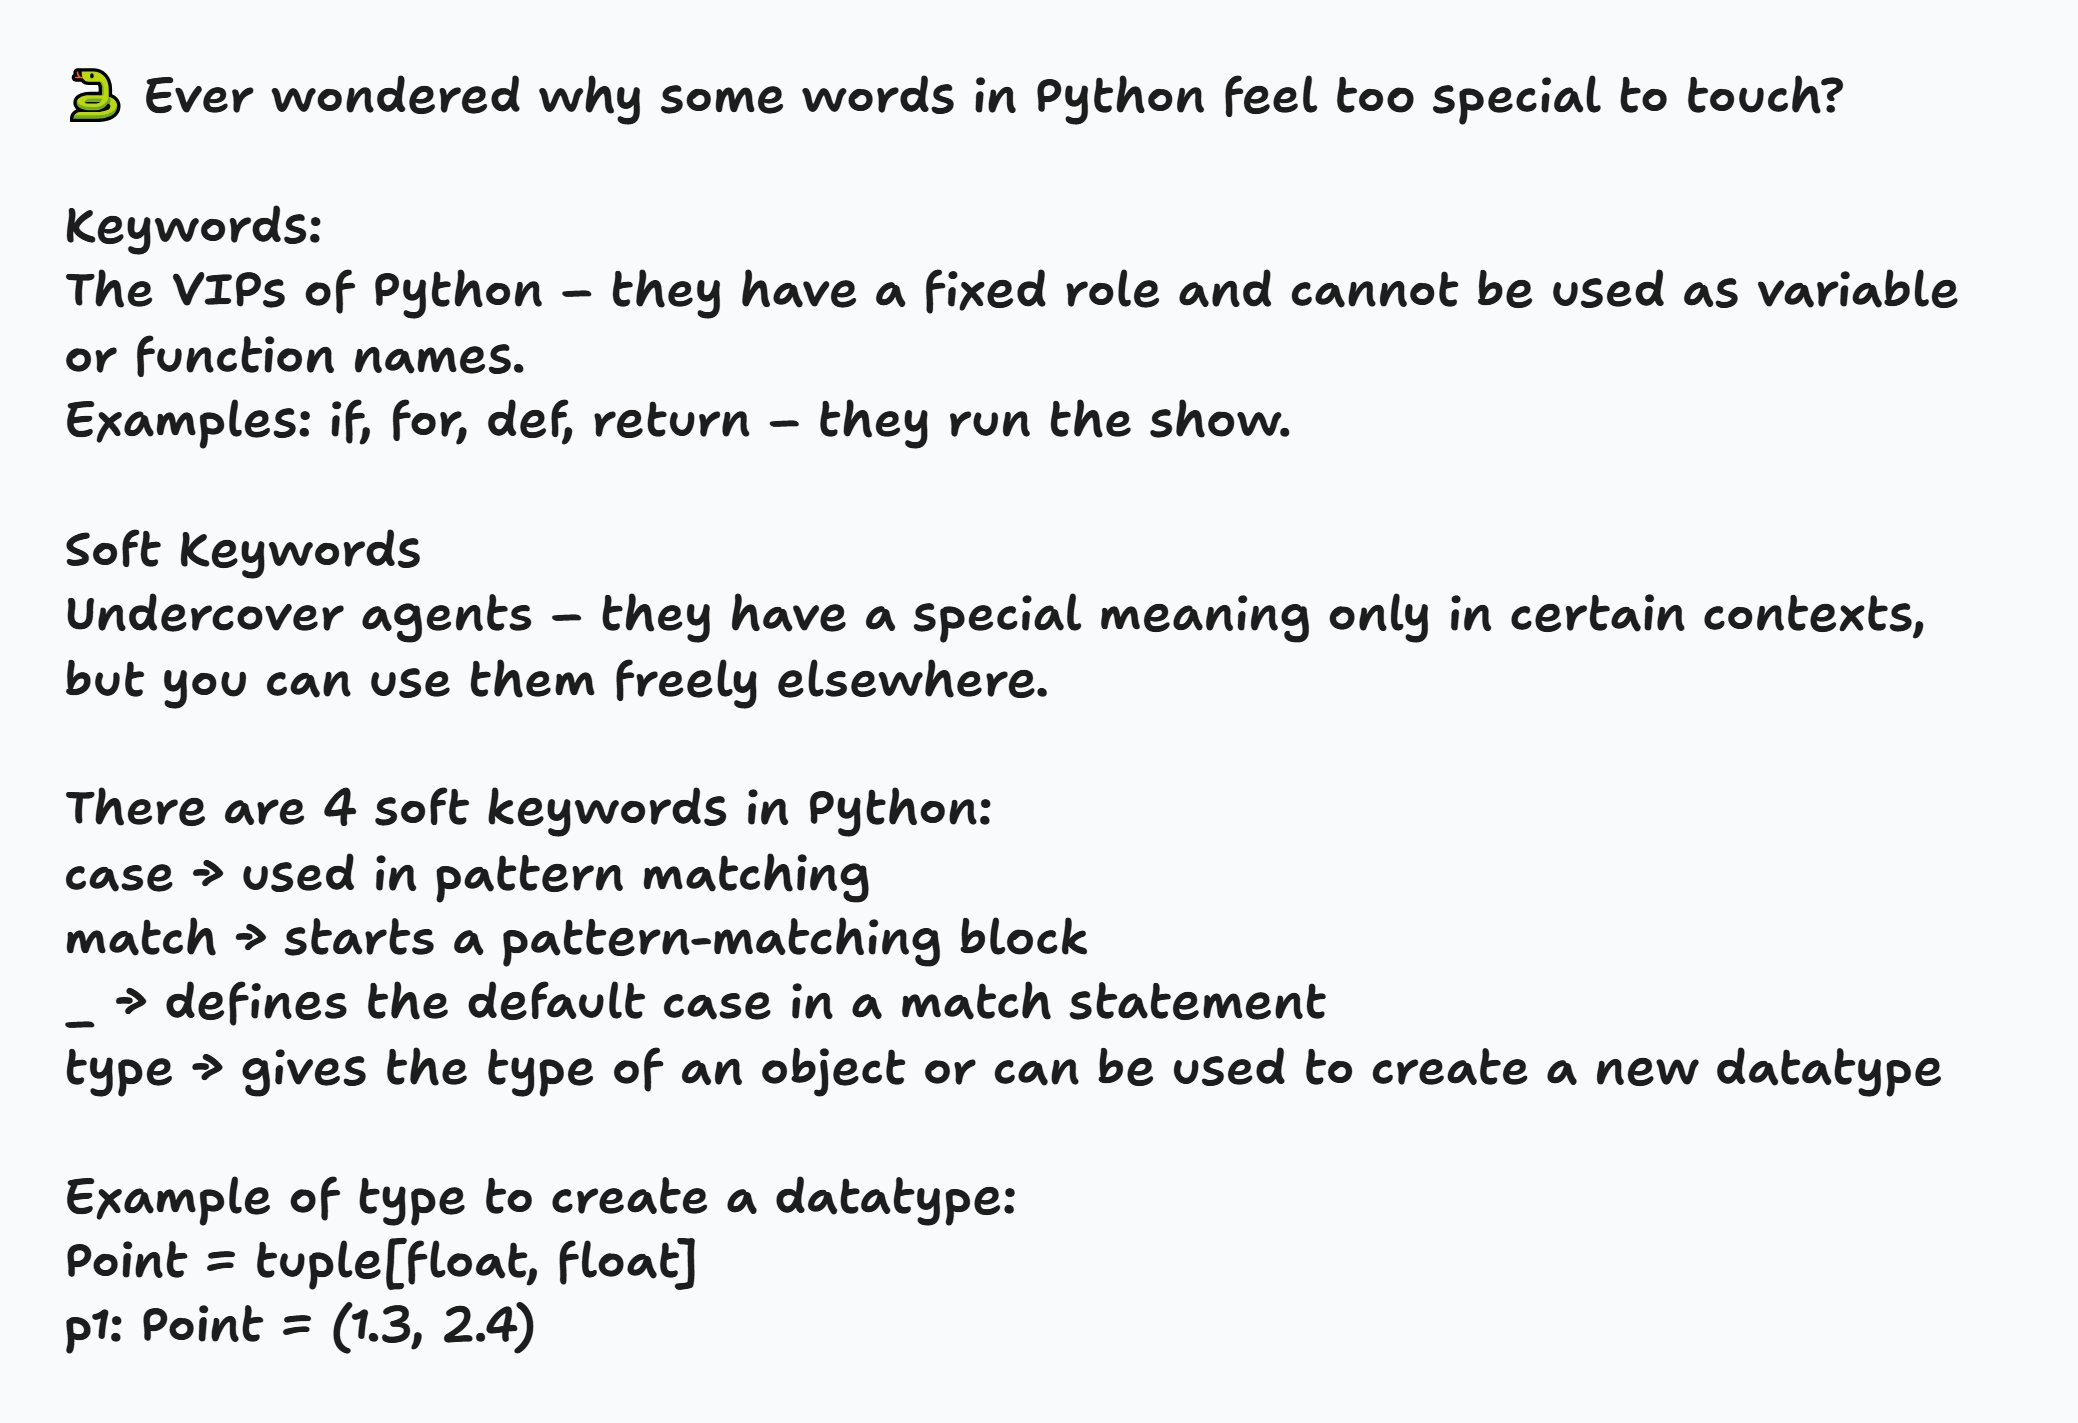 🐍 Ever wondered why some words in Python feel too special to touch?
Keywords:
The VIPs of Python – they have a fixed role and cannot be used as variable
or function names.
Examples: if, for, def, return – they run the show.
Soft Keywords
Undercover agents – they have a special meaning only in certain contexts,
but you can use them freely elsewhere.
There are 4 soft keywords in Python:
case → used in pattern matching
match → starts a pattern-matching block
_ → defines the default case in a match statement
type → gives the type of an object or can be used to create a new datatype
Example of type to create a datatype:
Point = tuple[float, float]
p1: Point = (1.3, 2.4)